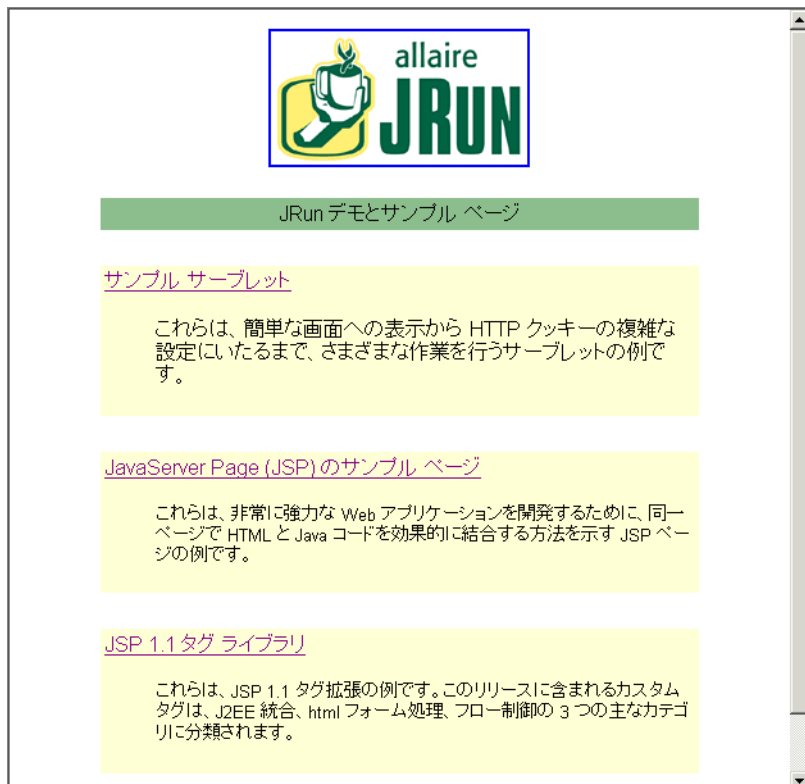 allaire
JRUN
JRun デモとサンプル ページ
サンプル サーブレット
これらは、簡単な画面への表示から HTTP クッキーの複雑な
設定にいたるまで、さまざまな作業を行うサーブレットの例で
す。
JavaServer Page (JSP) のサンプル ページ
これらは、非常に強力な Web アプリケーションを開発するために、同一
ページで HTML と Java コードを効果的に結合する方法を示す JSP ペー
ジの例です。
JSP 1.1 タグ ライブラリ
これらは、JSP 1.1 タグ拡張の例です。このリリースに含まれるカスタム
タグは、J2EE 統合、html フォーム処理、フロー制御の 3 つの主なカテゴ
リに分類されます。